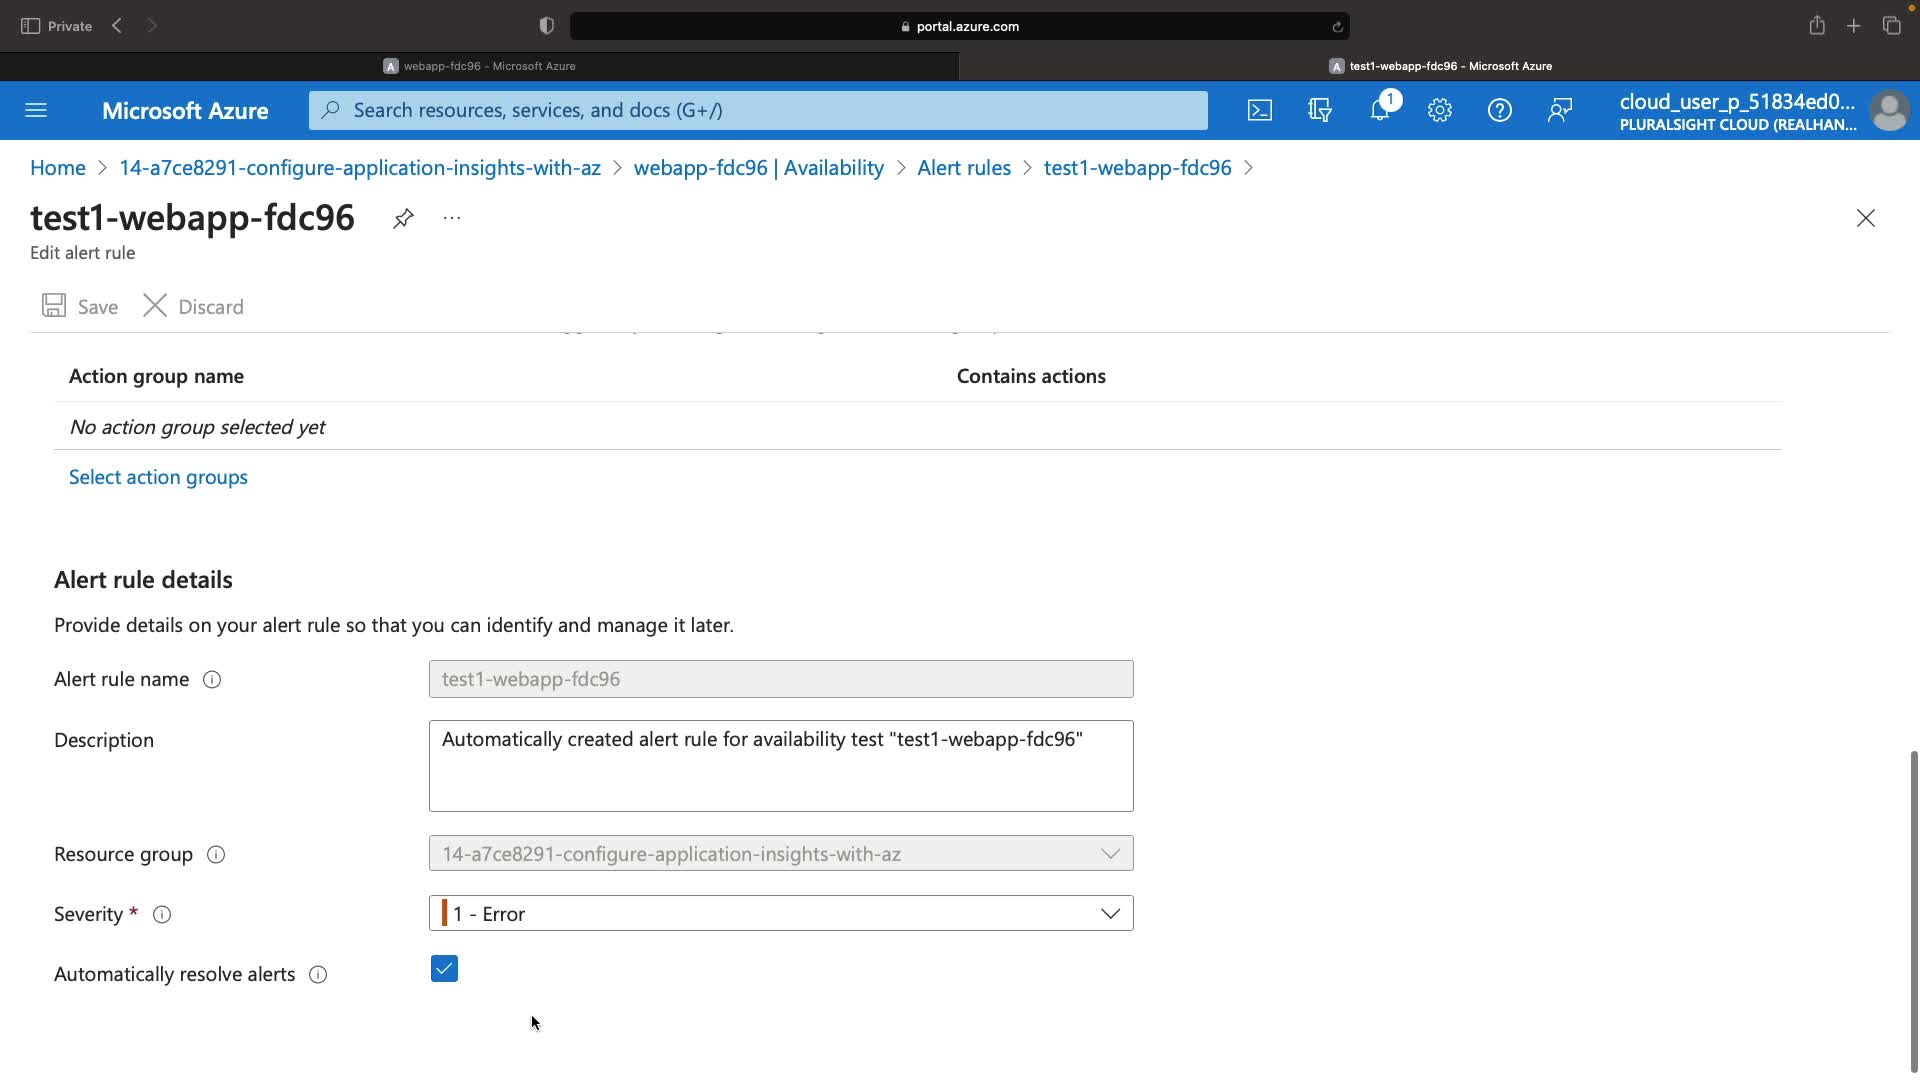 Private
portal.azure.com
A webapp-fdc96 - Microsoft Azure
A test1-webapp-fdc96 - Microsoft Azure
Microsoft Azure
Search resources, services, and docs (G+/)
1
cloud_user_p_51834ed0...
PLURALSIGHT CLOUD (REALHAN...
Home > 14-a7ce8291-configure-application-insights-with-az > webapp-fdc96 | Availability > Alert rules > test1-webapp-fdc96 >
test1-webapp-fdc96 ...
Edit alert rule
Save Discard
Action group name Contains actions
No action group selected yet
Select action groups
Alert rule details
Provide details on your alert rule so that you can identify and manage it later.
Alert rule name test1-webapp-fdc96
Description Automatically created alert rule for availability test "test1-webapp-fdc96"
Resource group 14-a7ce8291-configure-application-insights-with-az
Severity * 1 - Error
Automatically resolve alerts